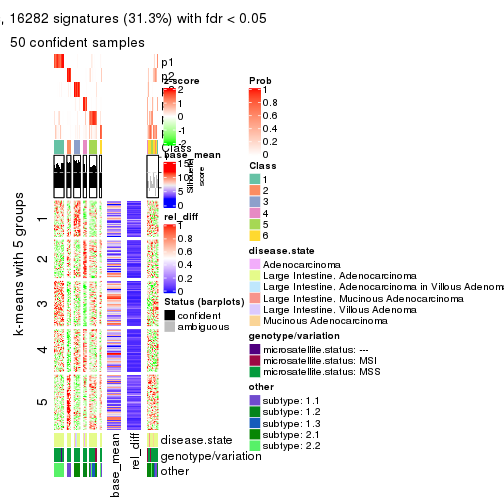 , 16282 signatures (31.3%) with fdr < 0.05
50 confident samples
p1
p2
Class
z-score
2
1
0
-1
-2
base_mean
15
10
5
0
Silhouette
score
rel_diff
1
0.8
0.6
0.4
0.2
0
Status (barplots)
confident
ambiguous
Prob
1
0.8
0.6
0.4
0.2
0
Class
1
2
3
4
5
6
disease.state
Adenocarcinoma
Large Intestine. Adenocarcinoma
Large Intestine. Adenocarcinoma in Villous Adenoma
Large Intestine. Mucinous Adenocarcinoma
Large Intestine. Villous Adenoma
Mucinous Adenocarcinoma
genotype/variation
microsatellite.status: ---
microsatellite.status: MSI
microsatellite.status: MSS
other
subtype: 1.1
subtype: 1.2
subtype: 1.3
subtype: 2.1
subtype: 2.2
k-means with 5 groups
1
2
3
4
5
base_mean
rel_diff
disease.state
genotype/variation
other